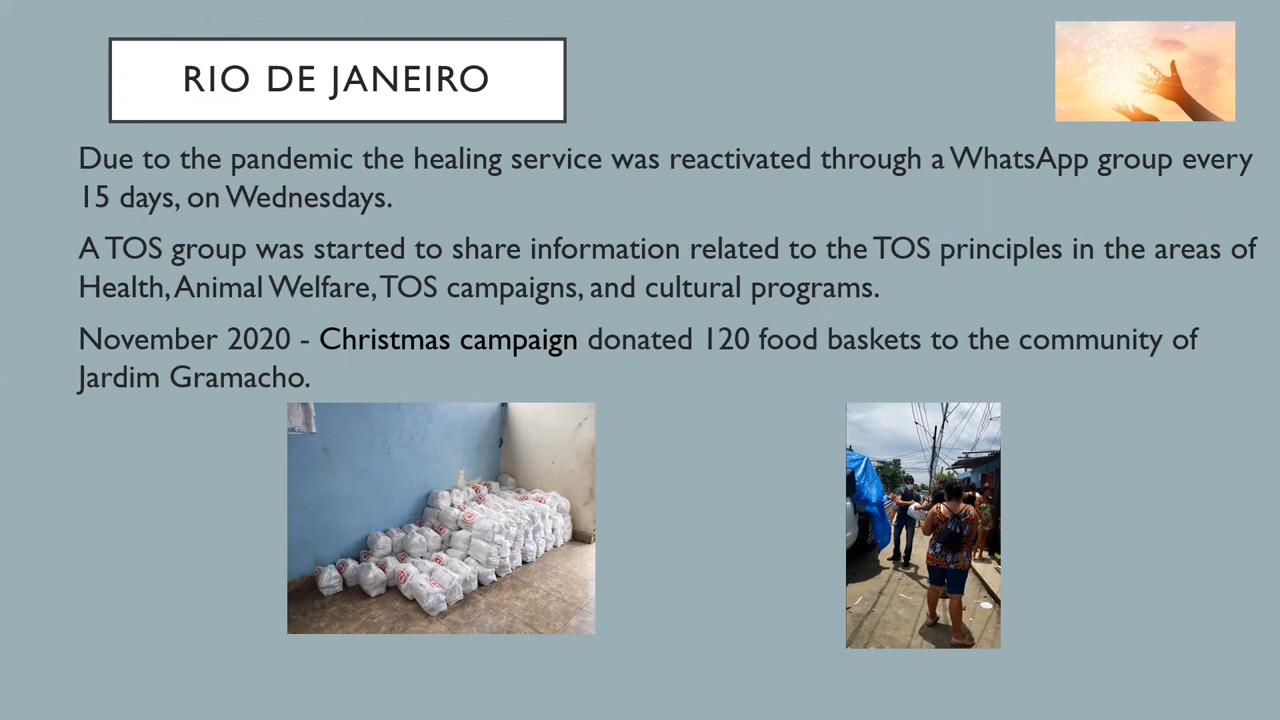 RIO DE JANEIRO
Due to the pandemic the healing service was reactivated through a WhatsApp group every
15 days, on Wednesdays.
A TOS group was started to share information related to the TOS principles in the areas of
Health, Animal Welfare, TOS campaigns, and cultural programs.
November 2020 - Christmas campaign donated 120 food baskets to the community of
Jardim Gramacho.